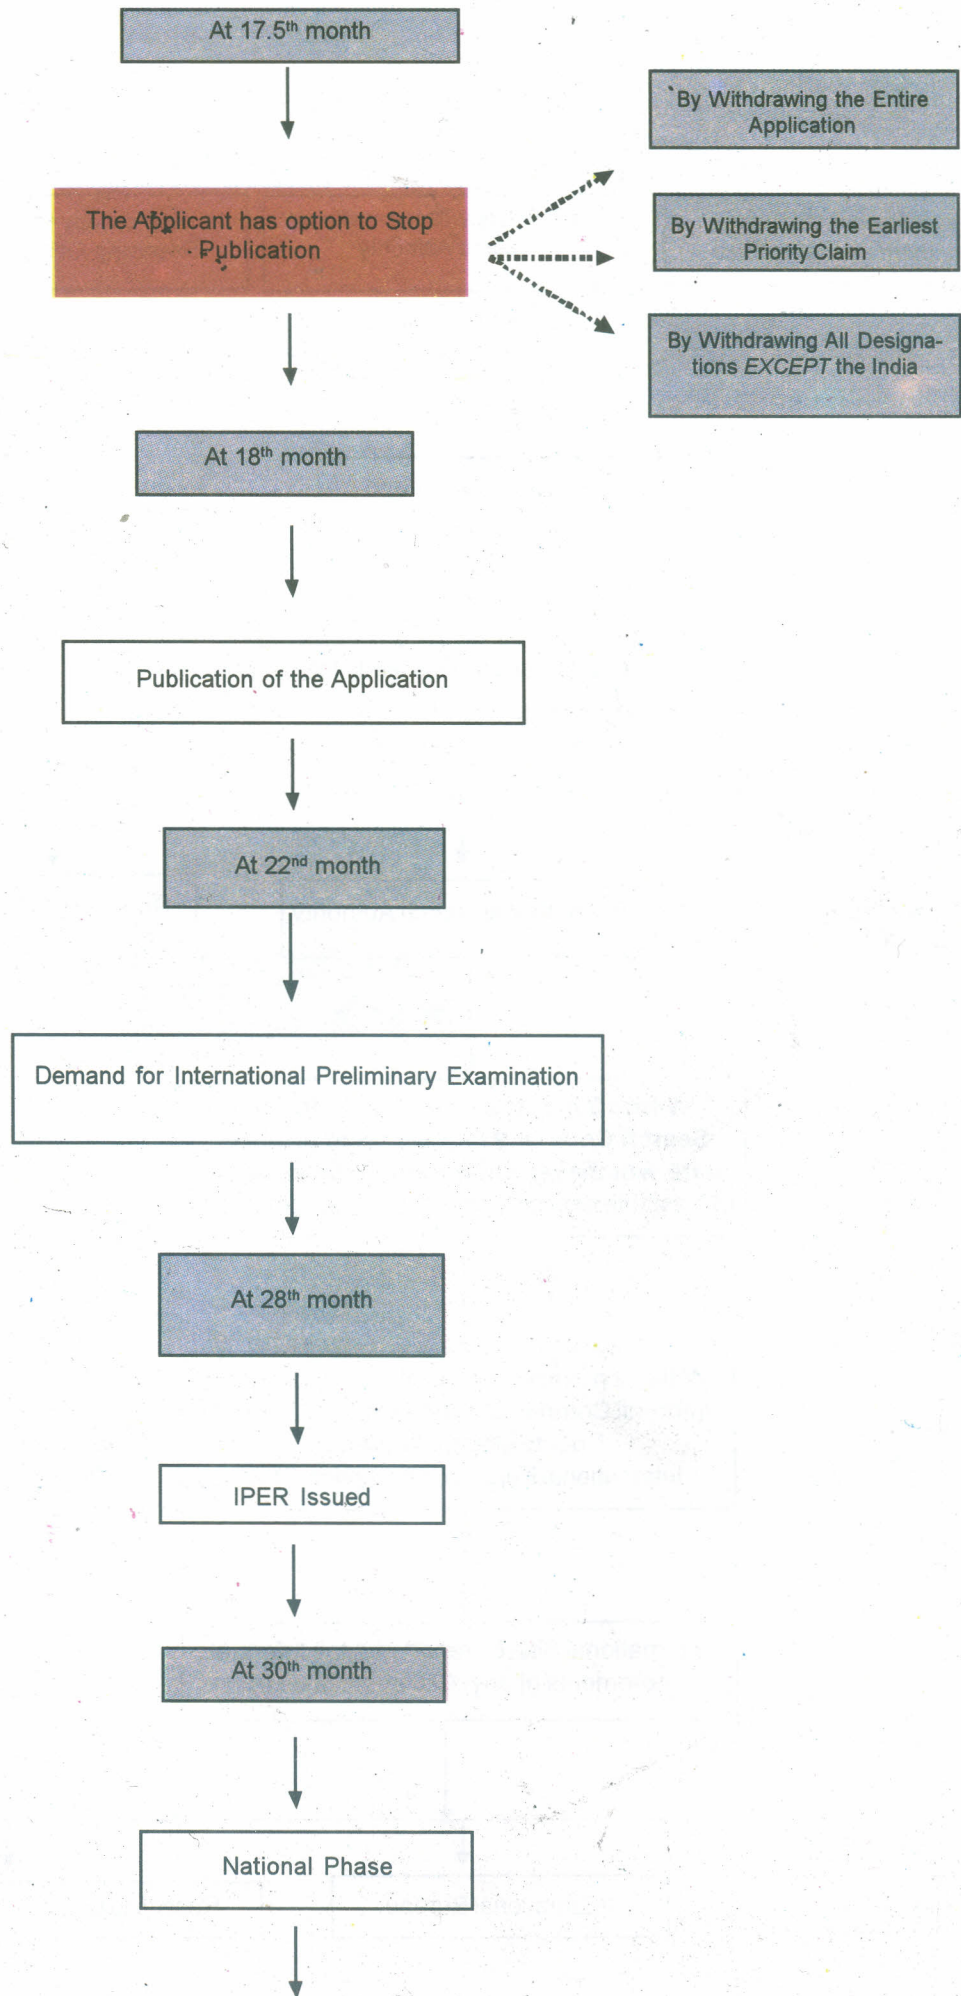 At 17.5th month
By Withdrawing the Entire
Application
The Applicant has option to Stop
Publication
By Withdrawing the Earliest
Priority Claim
By Withdrawing All Designa-
tions EXCEPT the India
At 18th month
Publication of the Application
At 22nd month
Demand for International Preliminary Examination
At 28th month
IPER Issued
At 30th month
National Phase